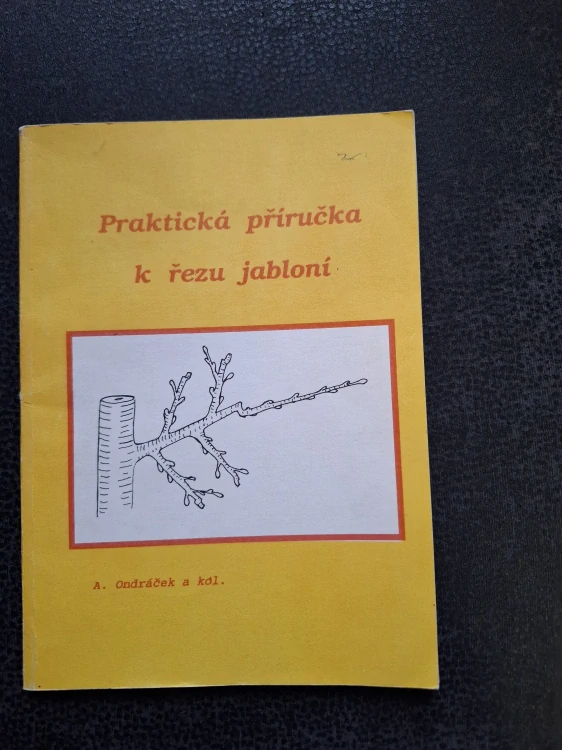 Praktická příručka
k řezu jabloní
A. Ondráček a kol.